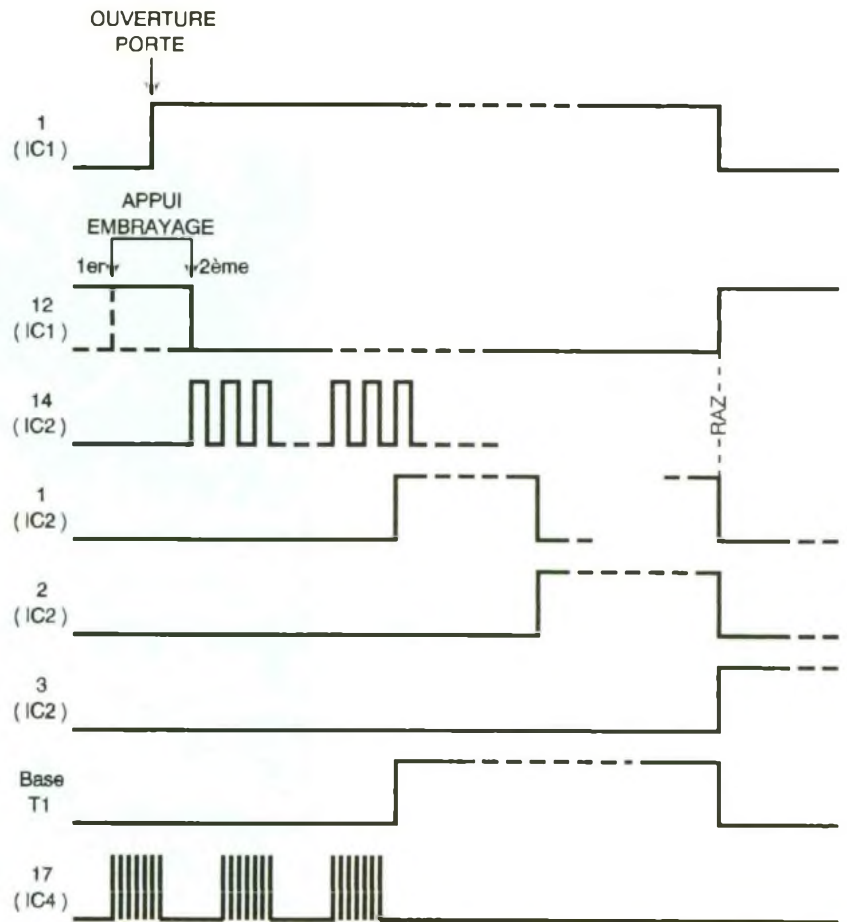 OUVERTURE
PORTE
1
( IC1 )
APPUI
EMBRAYAGE
1er
2ème
12
( IC1 )
14
( IC2 )
RAZ
1
( IC2 )
2
( IC2 )
3
( IC2 )
Base
T1
17
( IC4 )